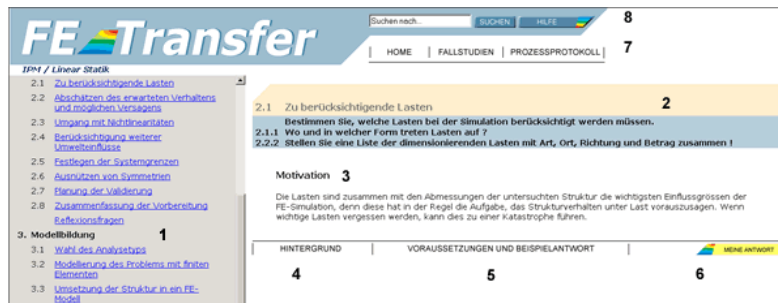 FE Transfer
Suchen nach...
SUCHEN
HILFE
8
HOME | FALLSTUDIEN | PROZESSPROTOKOLL |
7
IPM / Linear Statik
2.1 Zu berücksichtigende Lasten
2.2 Abschätzen des erwarteten Verhaltens
und möglichen Versagens
2.3 Umgang mit Nichtlinearitäten
2.4 Berücksichtigung weiterer
Umwelteinflüsse
2.5 Festlegen der Systemgrenzen
2.6 Ausnützen von Symmetrien
2.7 Planung der Validierung
2.8 Zusammenfassung der Vorbereitung
Reflexionsfragen
1
3. Modellbildung
3.1 Wahl des Analysetyps
3.2 Modellierung des Problems mit finiten
Elementen
3.3 Umsetzung der Struktur in ein FE-
Modell
2
2.1 Zu berücksichtigende Lasten
Bestimmen Sie, welche Lasten bei der Simulation berücksichtigt werden müssen.
2.1.1 Wo und in welcher Form treten Lasten auf ?
2.2.2 Stellen Sie eine Liste der dimensionierenden Lasten mit Art, Ort, Richtung und Betrag zusammen !
Motivation 3
Die Lasten sind zusammen mit den Abmessungen der untersuchten Struktur die wichtigsten Einflussgrössen der
FE-Simulation, denn diese hat in der Regel die Aufgabe, das Strukturverhalten unter Last vorauszusagen. Wenn
wichtige Lasten vergessen werden, kann dies zu einer Katastrophe führen.
HINTERGRUND | VORAUSSETZUNGEN UND BEISPIELANTWORT | MEINE ANTWORT
4 5 6